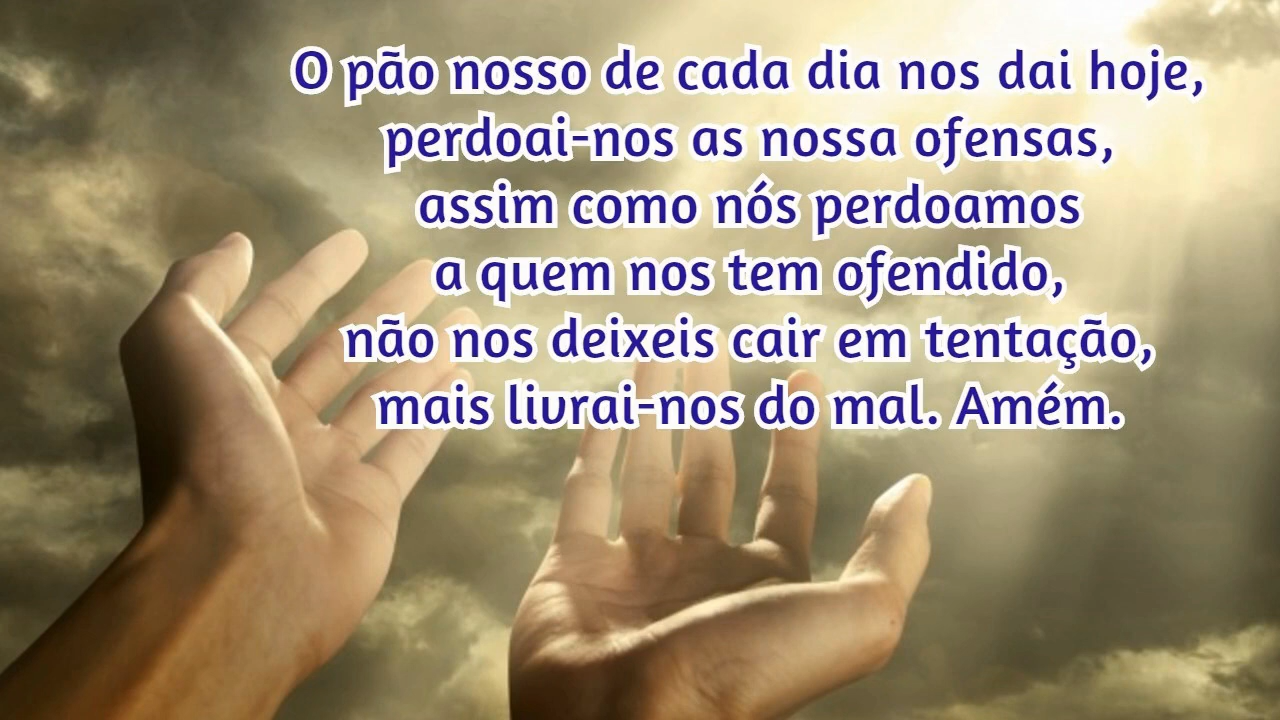 O pão nosso de cada dia nos dai hoje,
perdoai-nos as nossa ofensas,
assim como nós perdoamos
a quem nos tem ofendido,
não nos deixeis cair em tentação,
mais livrai-nos do mal. Amém.